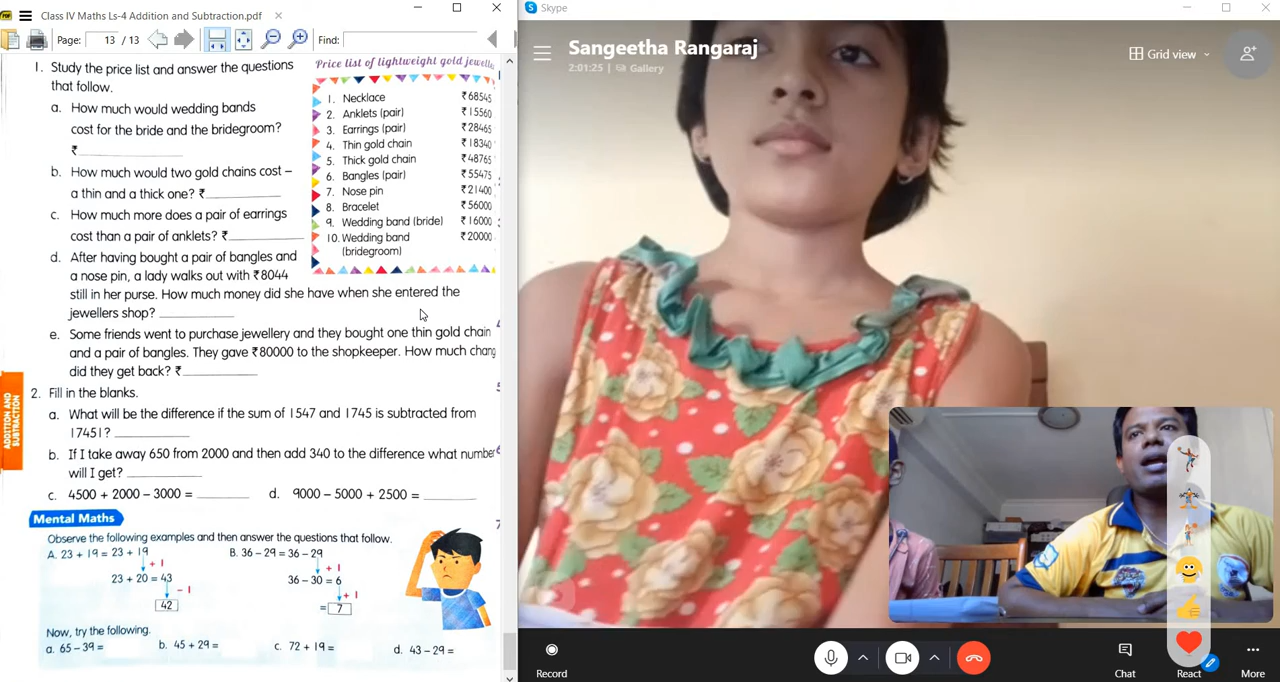 Class IV Maths Ls-4 Addition and Subtraction.pdf
Page: 13 / 13 Find:
1. Study the price list and answer the questions
that follow.
a. How much would wedding bands
cost for the bride and the bridegroom?
₹
b. How much would two gold chains cost –
a thin and a thick one? ₹
c. How much more does a pair of earrings
cost than a pair of anklets? ₹
d. After having bought a pair of bangles and
a nose pin, a lady walks out with ₹8044
still in her purse. How much money did she have when she entered the
jewellers shop?
Price list of lightweight gold jewelle
1. Necklace ₹68545
2. Anklets (pair) ₹15560
3. Earrings (pair) ₹28465
4. Thin gold chain ₹18340
5. Thick gold chain ₹48765
6. Bangles (pair) ₹55475
7. Nose pin ₹21400
8. Bracelet ₹56000
9. Wedding band (bride) ₹16000
10. Wedding band ₹20000
(bridegroom)
e. Some friends went to purchase jewellery and they bought one thin gold chain
and a pair of bangles. They gave ₹80000 to the shopkeeper. How much chang
did they get back? ₹
2. Fill in the blanks.
a. What will be the difference if the sum of 1547 and 1745 is subtracted from
17451?
b. If I take away 650 from 2000 and then add 340 to the difference what number
will I get?
c. 4500 + 2000 – 3000 =
d. 9000 – 5000 + 2500 =
ADDITION AND
SUBTRACTION
Mental Maths
Observe the following examples and then answer the questions that follow.
A. 23 + 19 = 23 + 19
+ 1
23 + 20 = 43
– 1
42
B. 36 – 29 = 36 – 29
+ 1
36 – 30 = 6
+ 1
= 7
Now, try the following.
a. 65 – 39 =
b. 45 + 29 =
c. 72 + 19 =
d. 43 – 29 =
Skype
Sangeetha Rangaraj
2:01:25 | Gallery
Grid view
Record
Chat
React
More